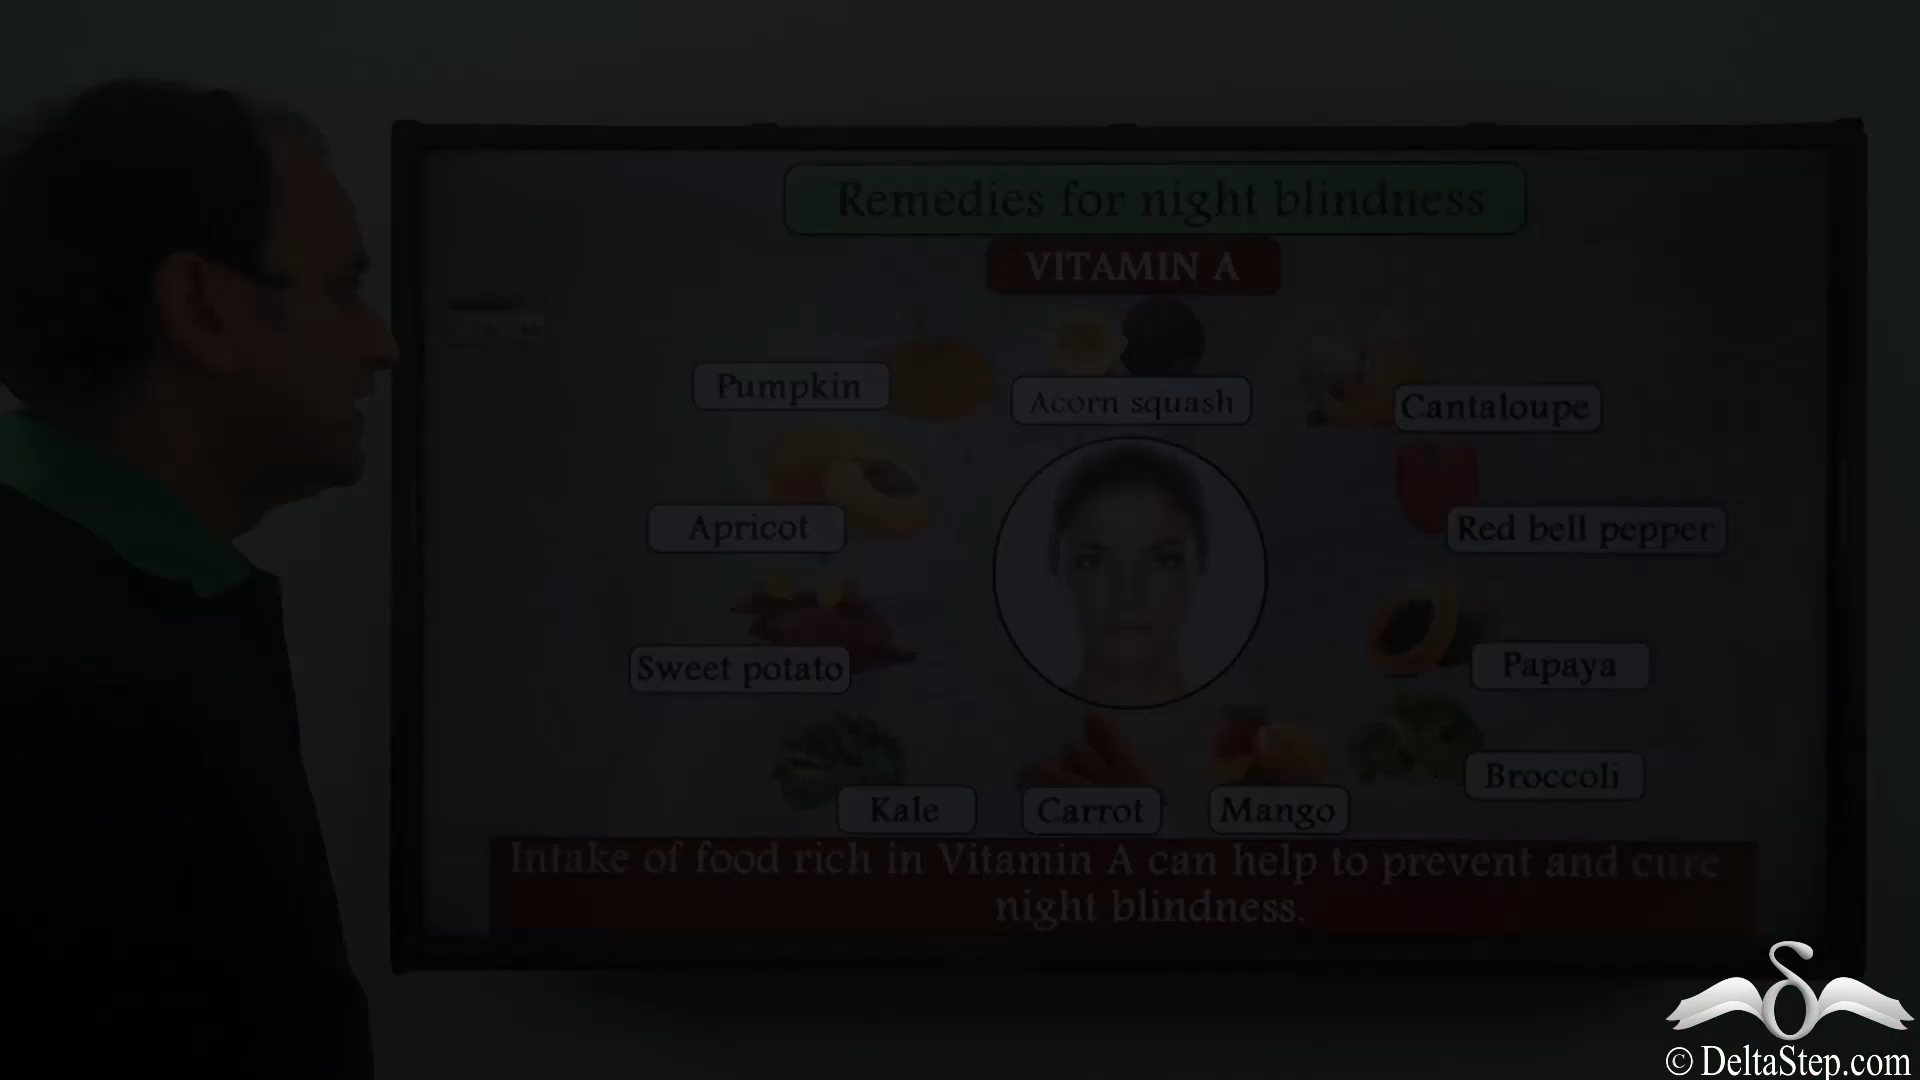 Remedies for night blindness
VITAMIN A
Pumpkin
Acorn squash
Cantaloupe
Apricot
Red bell pepper
Sweet potato
Papaya
Kale
Carrot
Mango
Broccoli
Intake of food rich in Vitamin A can help to prevent and cure
night blindness.
© DeltaStep.com